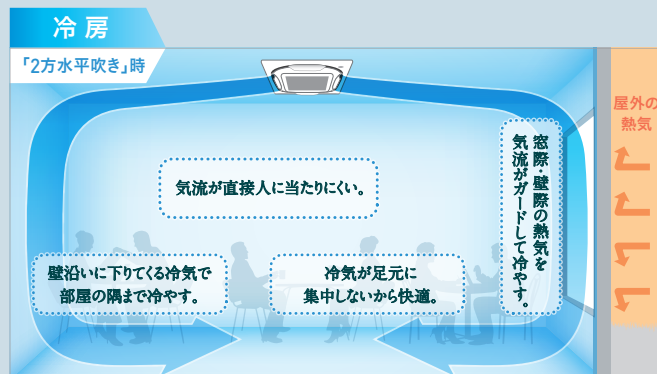 冷房
「2方水平吹き」時
気流が直接人に当たりにくい。
窓際・壁際の熱気を
気流がガードして冷やす。
屋外の
熱気
壁沿いに下りてくる冷気で
部屋の隅まで冷やす。
冷気が足元に
集中しないから快適。